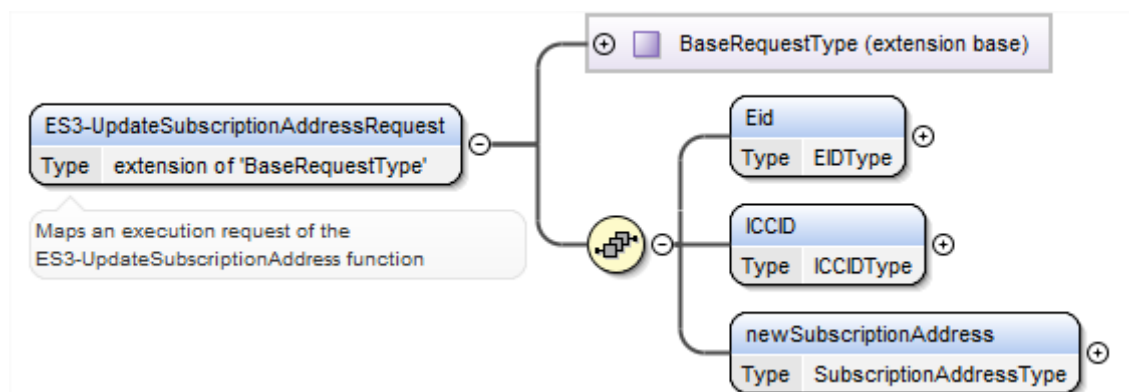 BaseRequestType (extension base)
ES3-UpdateSubscriptionAddressRequest
Type extension of 'BaseRequestType'
Maps an execution request of the
ES3-UpdateSubscriptionAddress function
Eid
Type EIDType
ICCID
Type ICCIDType
newSubscriptionAddress
Type SubscriptionAddressType